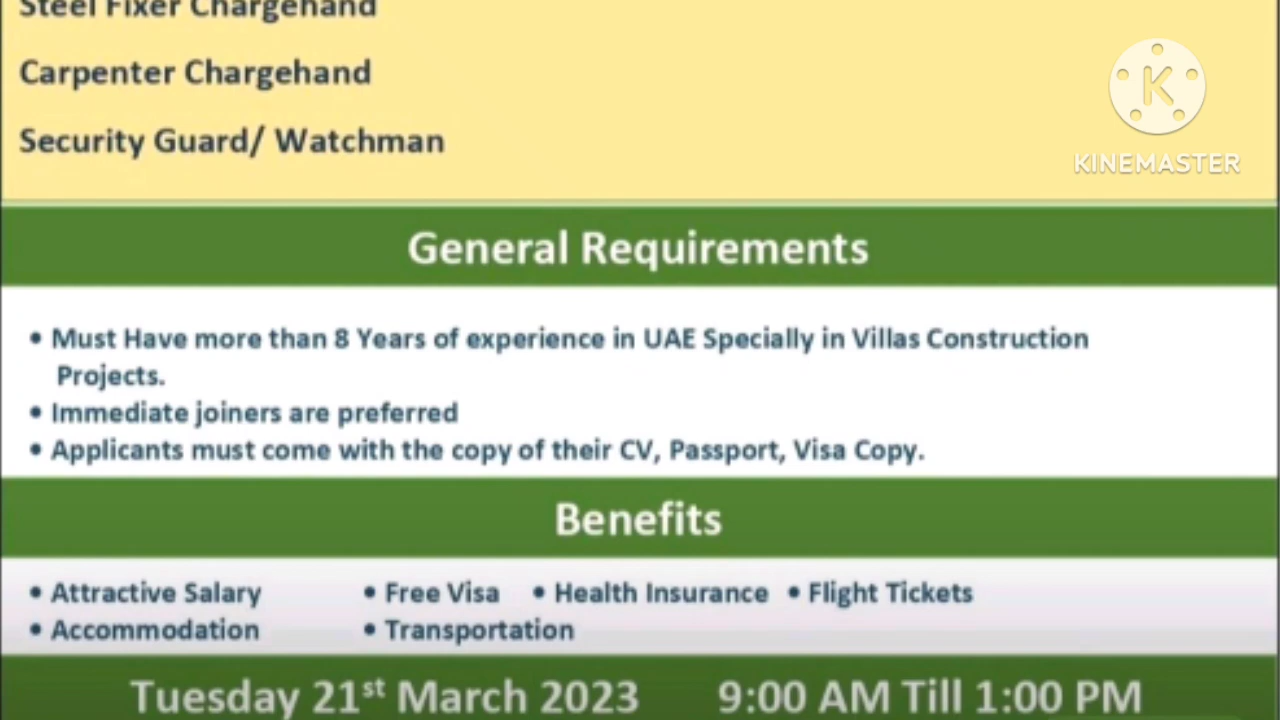 Steel Fixer Chargehand
Carpenter Chargehand
Security Guard/ Watchman
K
KINEMASTER
General Requirements
• Must Have more than 8 Years of experience in UAE Specially in Villas Construction
Projects.
• Immediate joiners are preferred
• Applicants must come with the copy of their CV, Passport, Visa Copy.
Benefits
• Attractive Salary • Free Visa • Health Insurance • Flight Tickets
• Accommodation • Transportation
Tuesday 21st March 2023 9:00 AM Till 1:00 PM